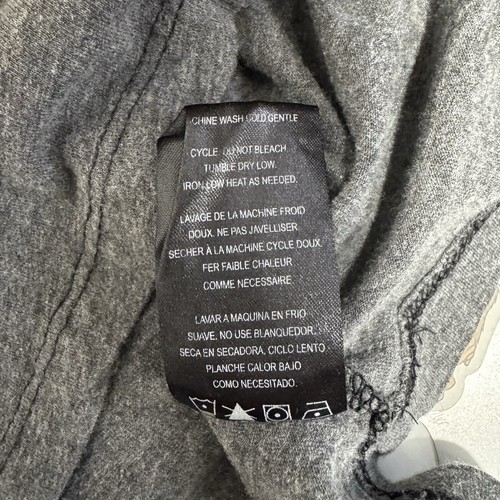 CHINE WASH COLD GENTLE
CYCLE. DO NOT BLEACH.
TUMBLE DRY LOW.
IRON LOW HEAT AS NEEDED.
LAVAGE DE LA MACHINE FROID
DOUX. NE PAS JAVELLISER
SÉCHER À LA MACHINE CYCLE DOUX.
FER FAIBLE CHALEUR
COMME NECESSAIRE.
LAVAR A MAQUINA EN FRIO
SUAVE. NO USE BLANQUEDOR.
SECA EN SECADORA, CICLO LENTO
PLANCHE CALOR BAJO
COMO NECESITADO.